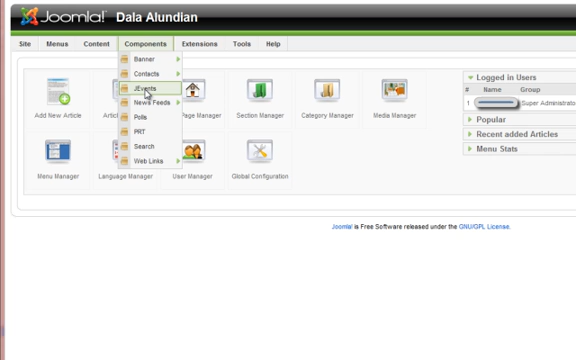 Joomla! Dala Alundian
Site Menus Content Components Extensions Tools Help
Banner
Contacts
JEvents
News Feeds
Polls
PRT
Search
Web Links
Add New Article Page Manager Section Manager Category Manager Media Manager
Menu Manager Language Manager User Manager Global Configuration
Logged in Users
# Name Group
1 Super Administrato
Popular
Recent added Articles
Menu Stats
Joomla! is Free Software released under the GNU/GPL License.